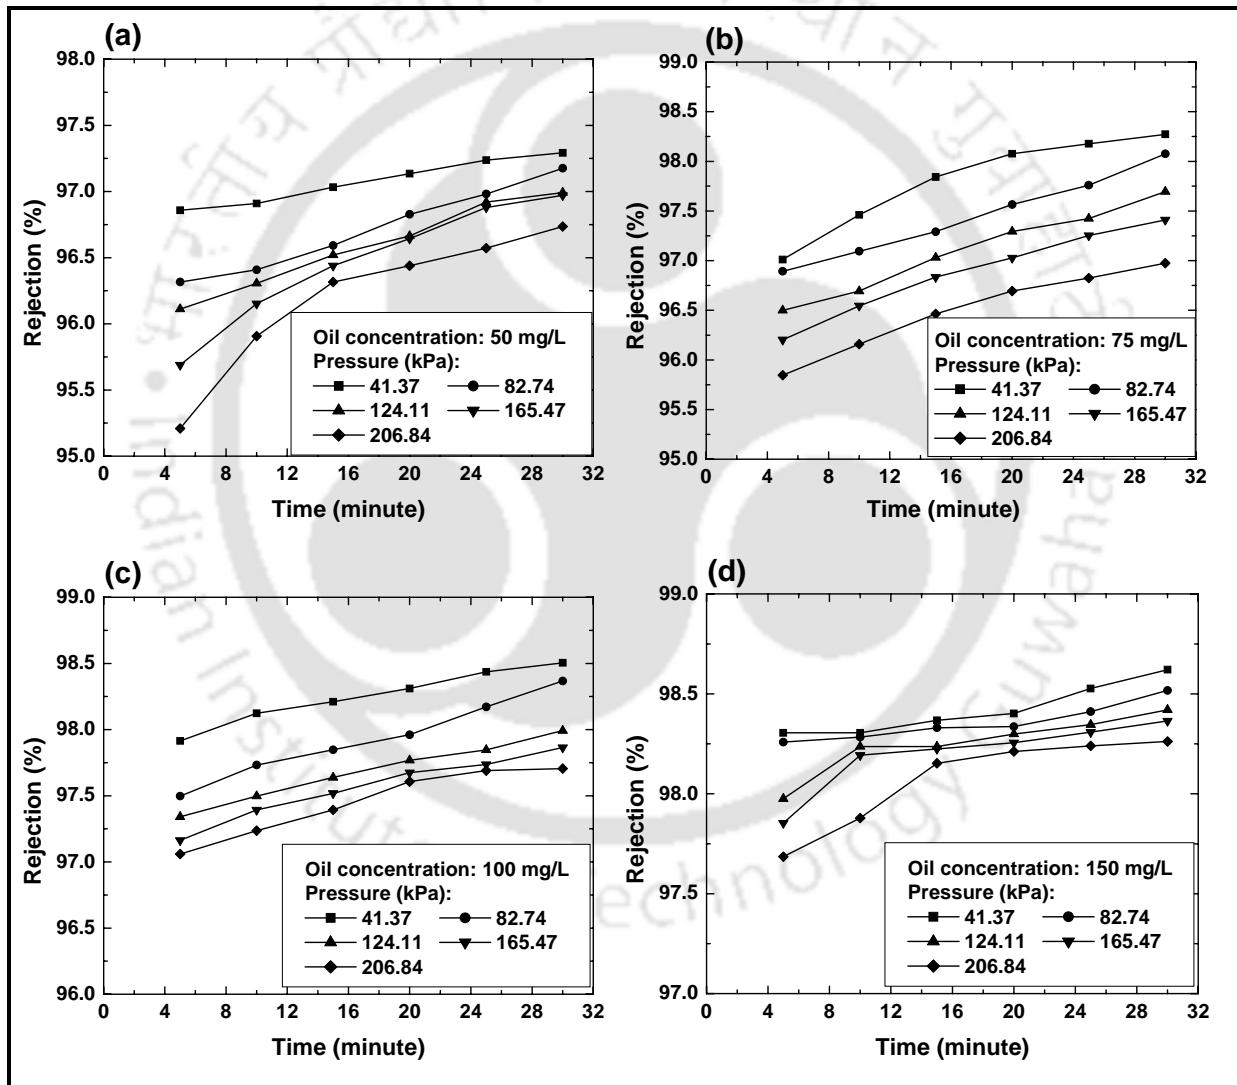 (a)
98.0
97.5
97.0
96.5
96.0
95.5
95.0
Rejection (%)
0 4 8 12 16 20 24 28 32
Time (minute)
Oil concentration: 50 mg/L
Pressure (kPa):
41.37 82.74
124.11 165.47
206.84
(b)
99.0
98.5
98.0
97.5
97.0
96.5
96.0
95.5
95.0
Rejection (%)
0 4 8 12 16 20 24 28 32
Time (minute)
Oil concentration: 75 mg/L
Pressure (kPa):
41.37 82.74
124.11 165.47
206.84
(c)
99.0
98.5
98.0
97.5
97.0
96.5
96.0
Rejection (%)
0 4 8 12 16 20 24 28 32
Time (minute)
Oil concentration: 100 mg/L
Pressure (kPa):
41.37 82.74
124.11 165.47
206.84
(d)
99.0
98.5
98.0
97.5
97.0
Rejection (%)
0 4 8 12 16 20 24 28 32
Time (minute)
Oil concentration: 150 mg/L
Pressure (kPa):
41.37 82.74
124.11 165.47
206.84
Indian Institute Technology Guwaha